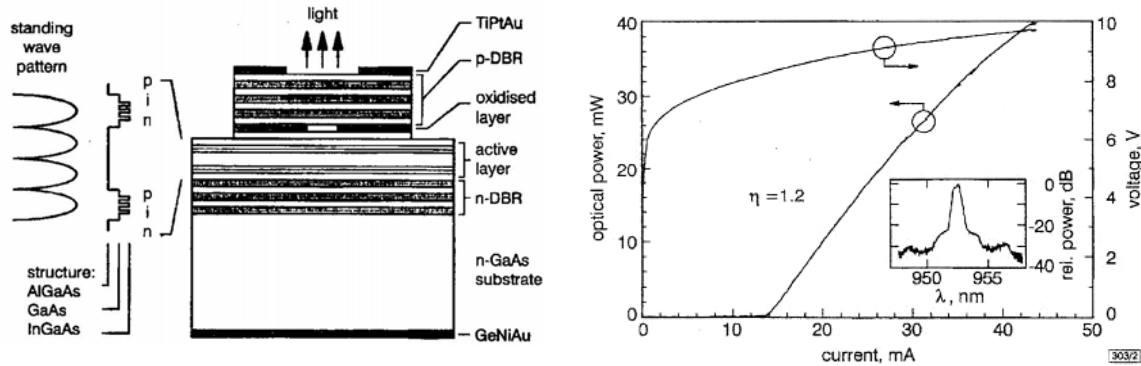 standing
wave
pattern
p
i
n
p
i
n
structure:
AlGaAs
GaAs
InGaAs
light
TiPtAu
p-DBR
oxidised
layer
active
layer
n-DBR
n-GaAs
substrate
GeNiAu
optical power, mW
40
30
20
10
0
η = 1.2
0
10
20
30
40
50
current, mA
10
8
6
4
2
0
voltage, V
0
-20
-40
rel. power, dB
950
955
λ, nm
303/2